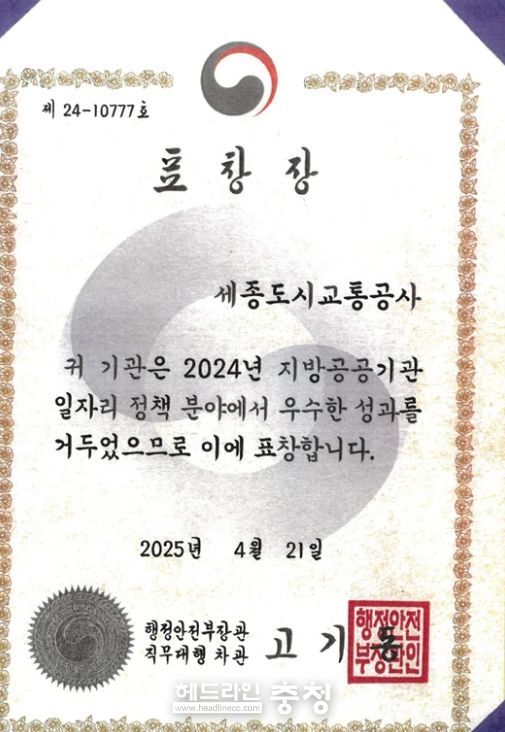 제 24-10777 호
표 창 장
세종도시교통공사
귀 기관은 2024년 지방공공기관
일자리 정책 분야에서 우수한 성과를
거두었으므로 이에 표창합니다.
2025년 4월 21일
행정안전부장관
직무대행 차관
고 기 동
행정안전
부장관인
헤드라인 충청
www.headlinecc.com